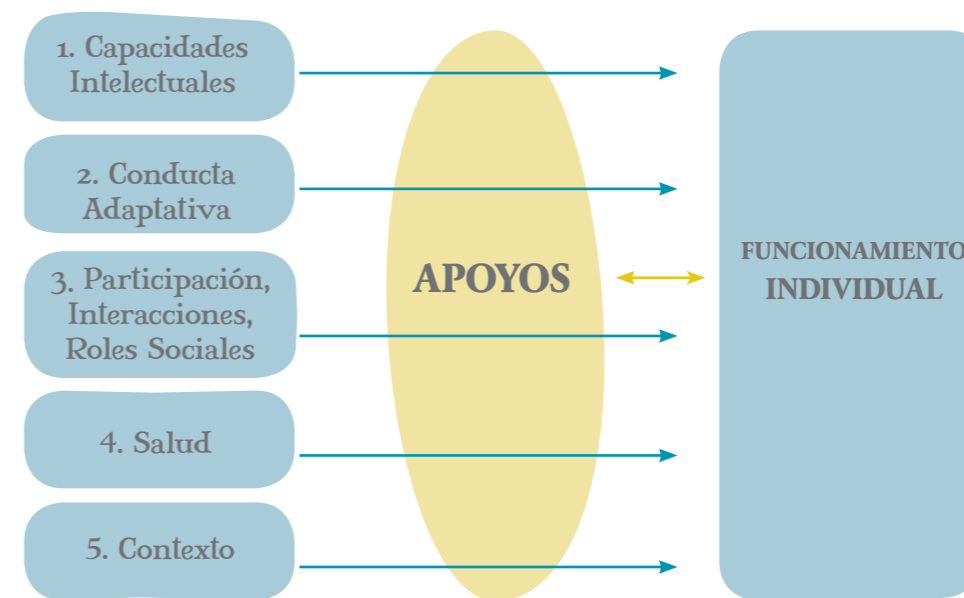 1. Capacidades
Intelectuales
2. Conducta
Adaptativa
3. Participación,
Interacciones,
Roles Sociales
4. Salud
5. Contexto
APOYOS
FUNCIONAMIENTO
INDIVIDUAL